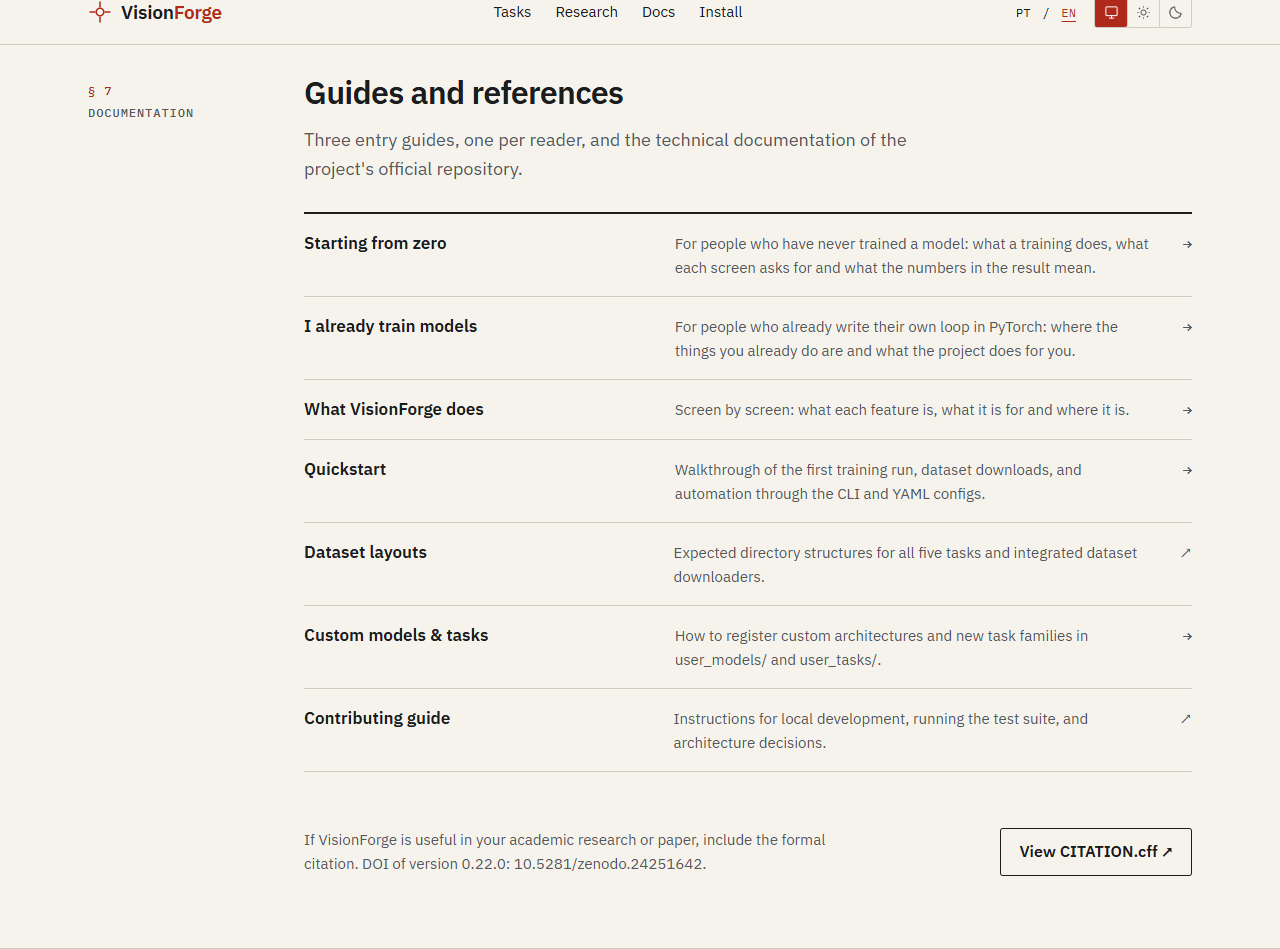 VisionForge
Tasks Research Docs Install
PT / EN
§ 7
DOCUMENTATION
Guides and references
Three entry guides, one per reader, and the technical documentation of the
project's official repository.
Starting from zero
For people who have never trained a model: what a training does, what
each screen asks for and what the numbers in the result mean.
→
I already train models
For people who already write their own loop in PyTorch: where the
things you already do are and what the project does for you.
→
What VisionForge does
Screen by screen: what each feature is, what it is for and where it is.
→
Quickstart
Walkthrough of the first training run, dataset downloads, and
automation through the CLI and YAML configs.
→
Dataset layouts
Expected directory structures for all five tasks and integrated dataset
downloaders.
↗
Custom models & tasks
How to register custom architectures and new task families in
user_models/ and user_tasks/.
→
Contributing guide
Instructions for local development, running the test suite, and
architecture decisions.
↗
If VisionForge is useful in your academic research or paper, include the formal
citation. DOI of version 0.22.0: 10.5281/zenodo.24251642.
View CITATION.cff ↗